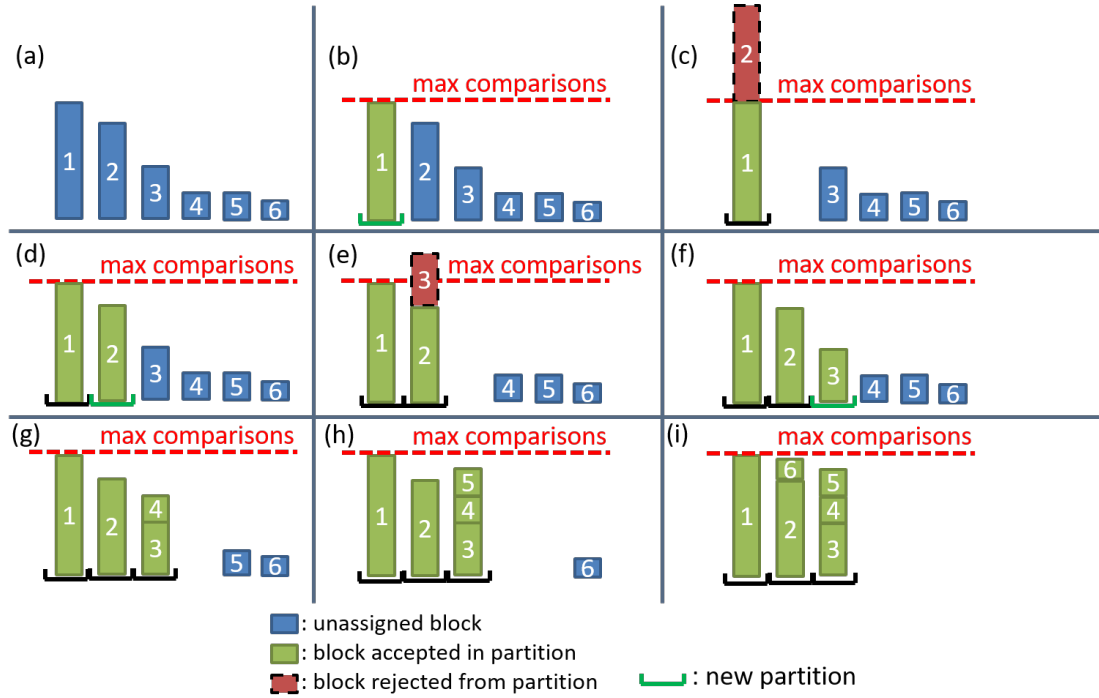 (a)
1
2
3
4
5
6
(b)
max comparisons
1
2
3
4
5
6
(c)
2
max comparisons
1
3
4
5
6
(d)
max comparisons
1
2
3
4
5
6
(e)
3
max comparisons
1
2
4
5
6
(f)
max comparisons
1
2
3
4
5
6
(g)
max comparisons
1
2
4
3
5
6
(h)
max comparisons
1
2
5
4
3
6
(i)
max comparisons
1
6
2
5
4
3
: unassigned block
: block accepted in partition
: block rejected from partition
: new partition